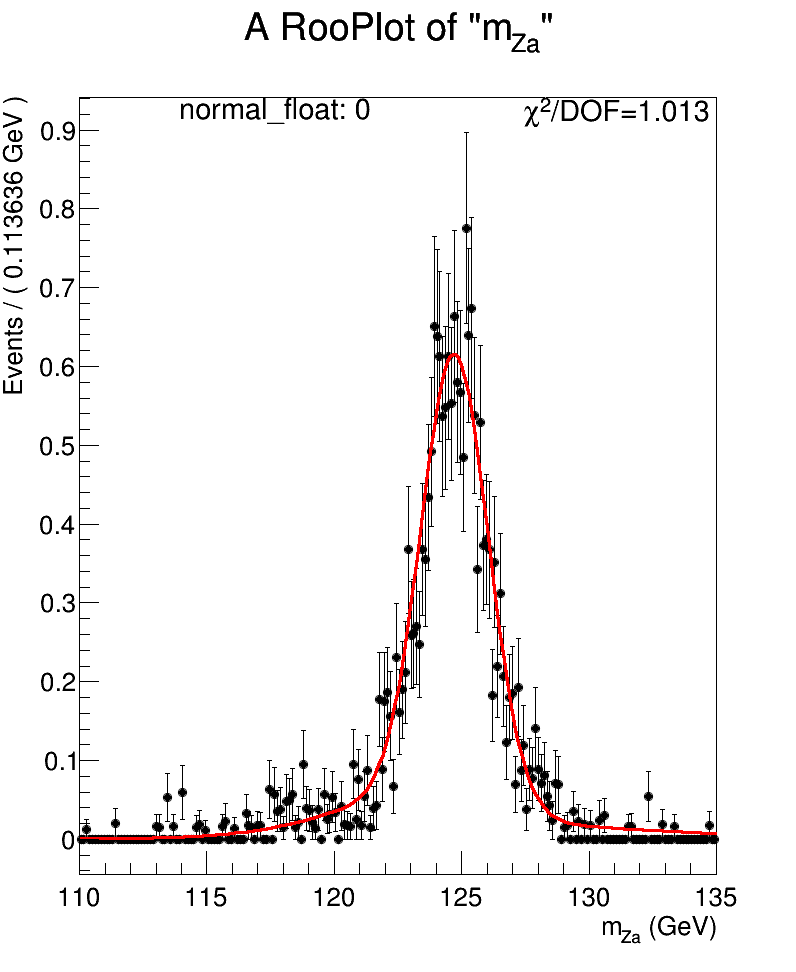 A RooPlot of "m_Za"
normal_float: 0
χ²/DOF=1.013
Events / ( 0.113636 GeV )
0.9
0.8
0.7
0.6
0.5
0.4
0.3
0.2
0.1
0
110 115 120 125 130 135
m_Za (GeV)